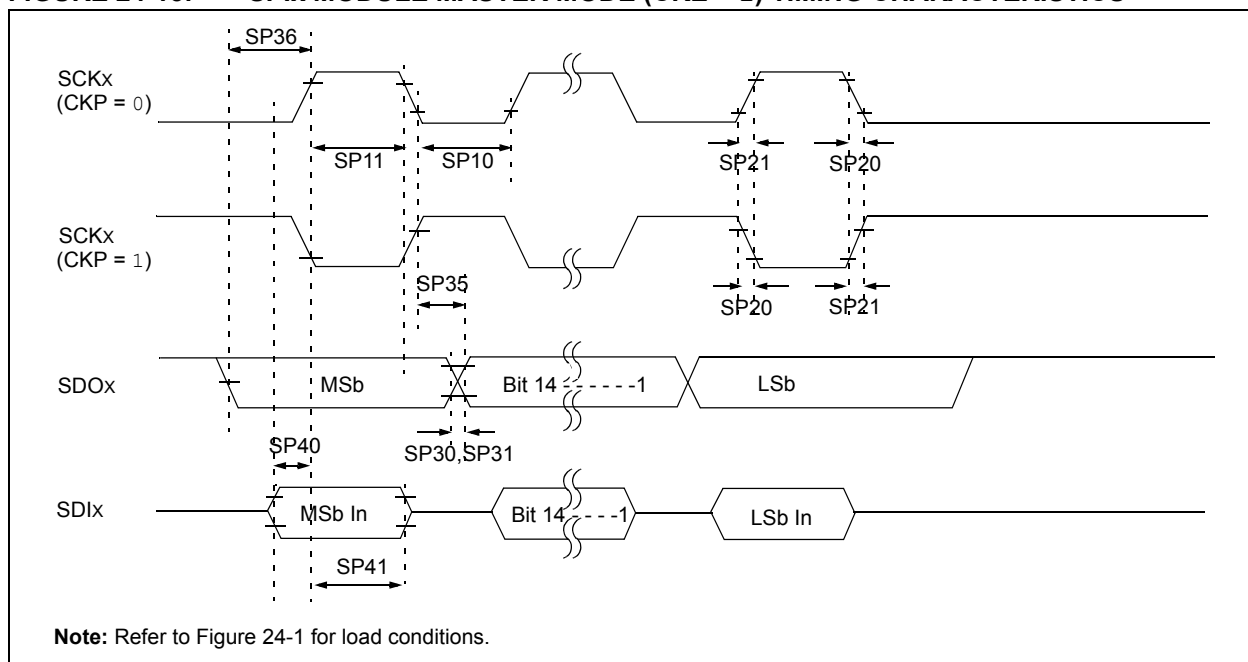 SP36
SCKx
(CKP = 0)
SP11
SP10
SP21
SP20
SCKx
(CKP = 1)
SP35
SP20
SP21
SDOx
MSb
Bit 14 - - - - - -1
LSb
SP40
SP30,SP31
SDIx
MSb In
Bit 14 - - - - -1
LSb In
SP41
Note: Refer to Figure 24-1 for load conditions.